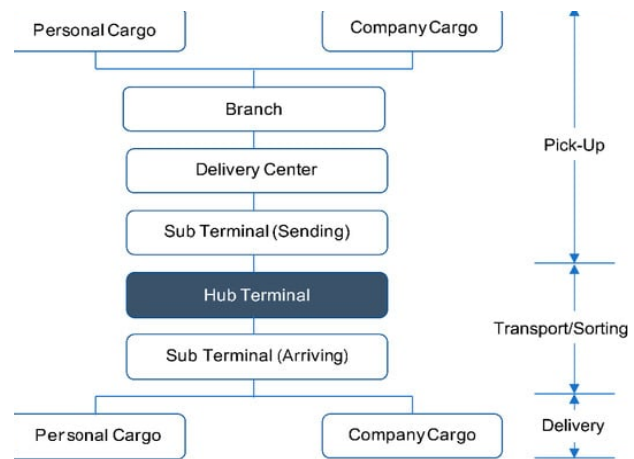 Personal Cargo
Company Cargo
Branch
Delivery Center
Pick-Up
Sub Terminal (Sending)
Hub Terminal
Transport/Sorting
Sub Terminal (Arriving)
Personal Cargo
Company Cargo
Delivery